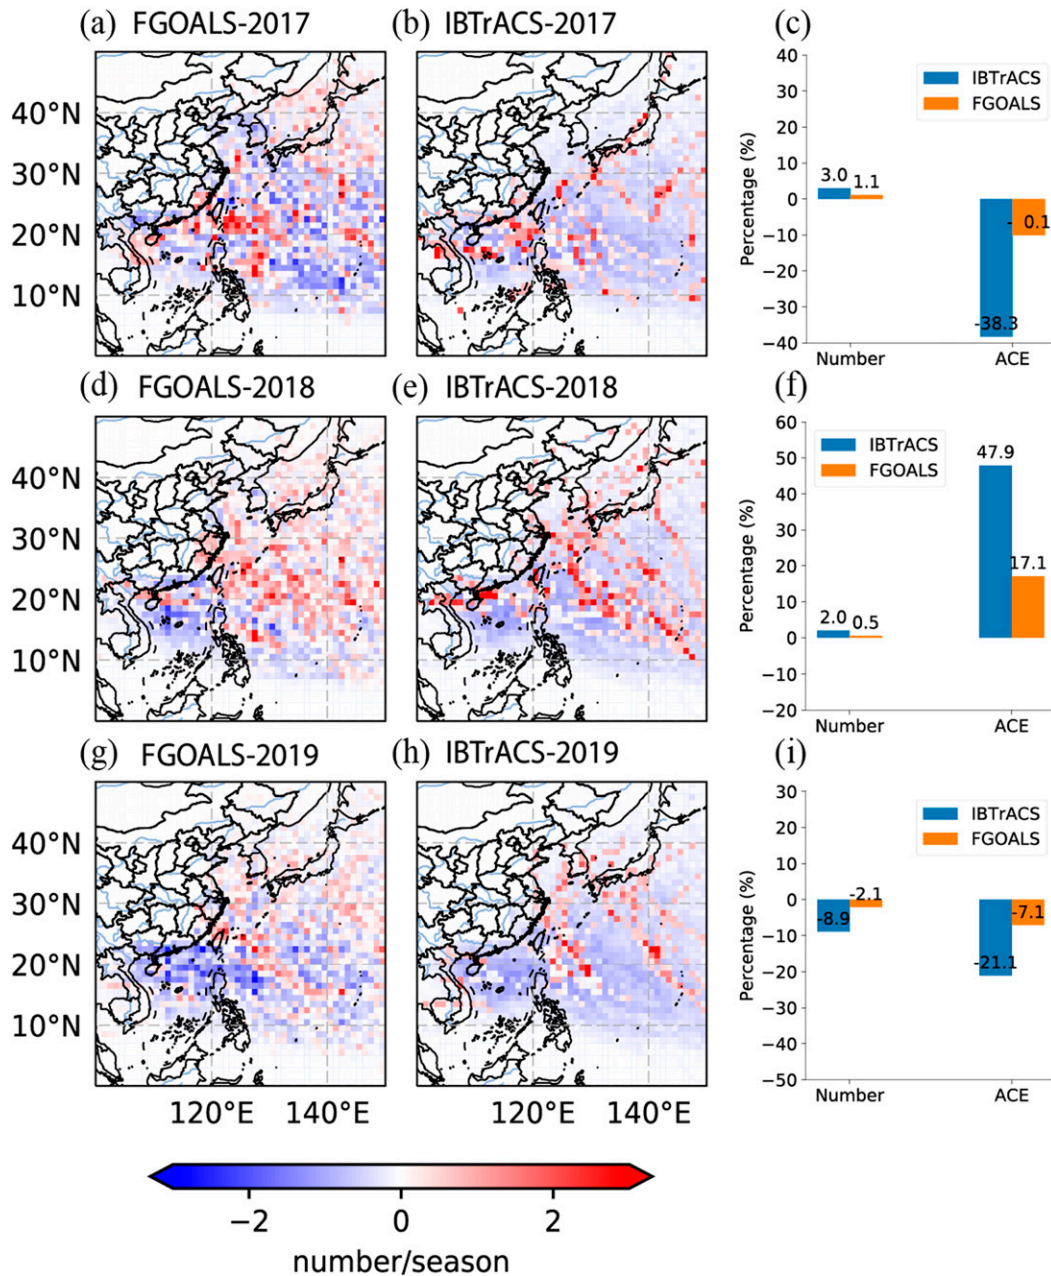 (a) FGOALS-2017
(b) IBTrACS-2017
(c)
40°N
30°N
20°N
10°N
Percentage (%)
40
30
20
10
0
−10
−20
−30
−40
IBTrACS
FGOALS
3.0
1.1
-38.3
- 0.1
Number
ACE
(d) FGOALS-2018
(e) IBTrACS-2018
(f)
40°N
30°N
20°N
10°N
Percentage (%)
60
50
40
30
20
10
0
−10
−20
IBTrACS
FGOALS
2.0
0.5
47.9
17.1
Number
ACE
(g) FGOALS-2019
(h) IBTrACS-2019
(i)
40°N
30°N
20°N
10°N
120°E
140°E
120°E
140°E
Percentage (%)
30
20
10
0
−10
−20
−30
−40
−50
IBTrACS
FGOALS
-8.9
-2.1
-21.1
-7.1
Number
ACE
−2
0
2
number/season